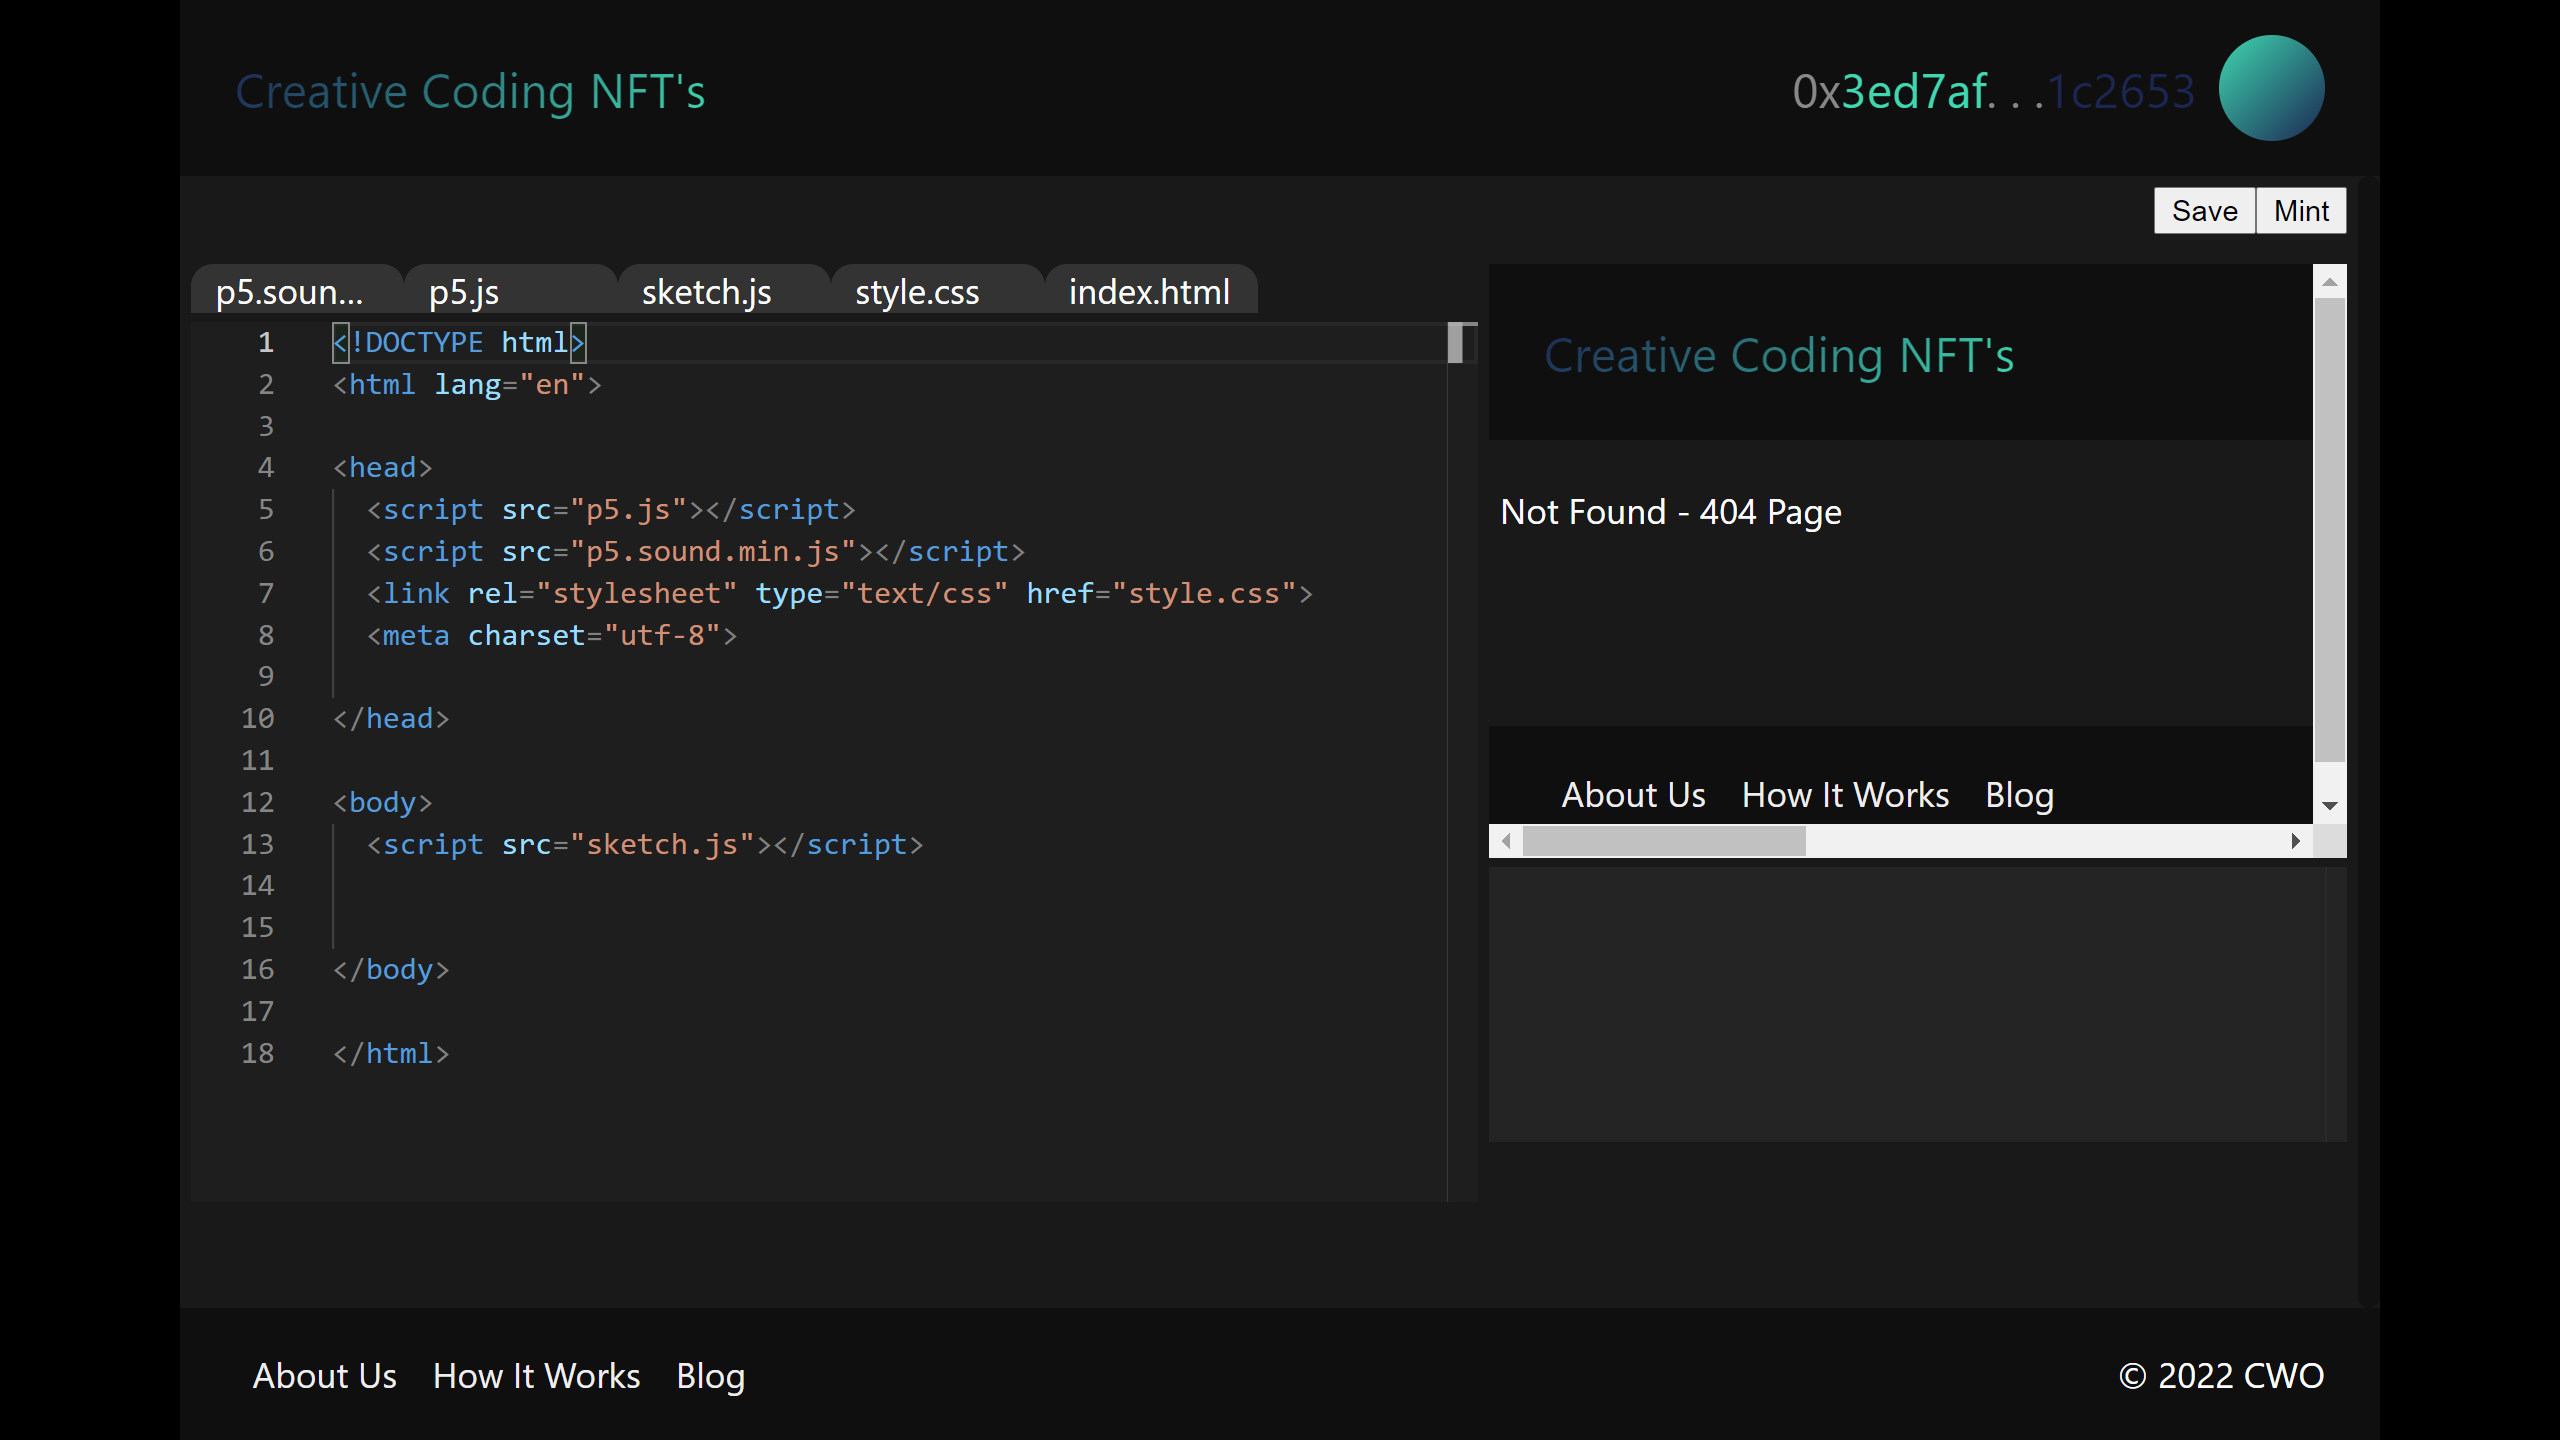 Creative Coding NFT's
0x3ed7af. . .1c2653
Save Mint
p5.soun... p5.js sketch.js style.css index.html
1 <!DOCTYPE html>
2 <html lang="en">
3
4 <head>
5 <script src="p5.js"></script>
6 <script src="p5.sound.min.js"></script>
7 <link rel="stylesheet" type="text/css" href="style.css">
8 <meta charset="utf-8">
9
10 </head>
11
12 <body>
13 <script src="sketch.js"></script>
14
15
16 </body>
17
18 </html>
Creative Coding NFT's
Not Found - 404 Page
About Us How It Works Blog
About Us How It Works Blog
© 2022 CWO